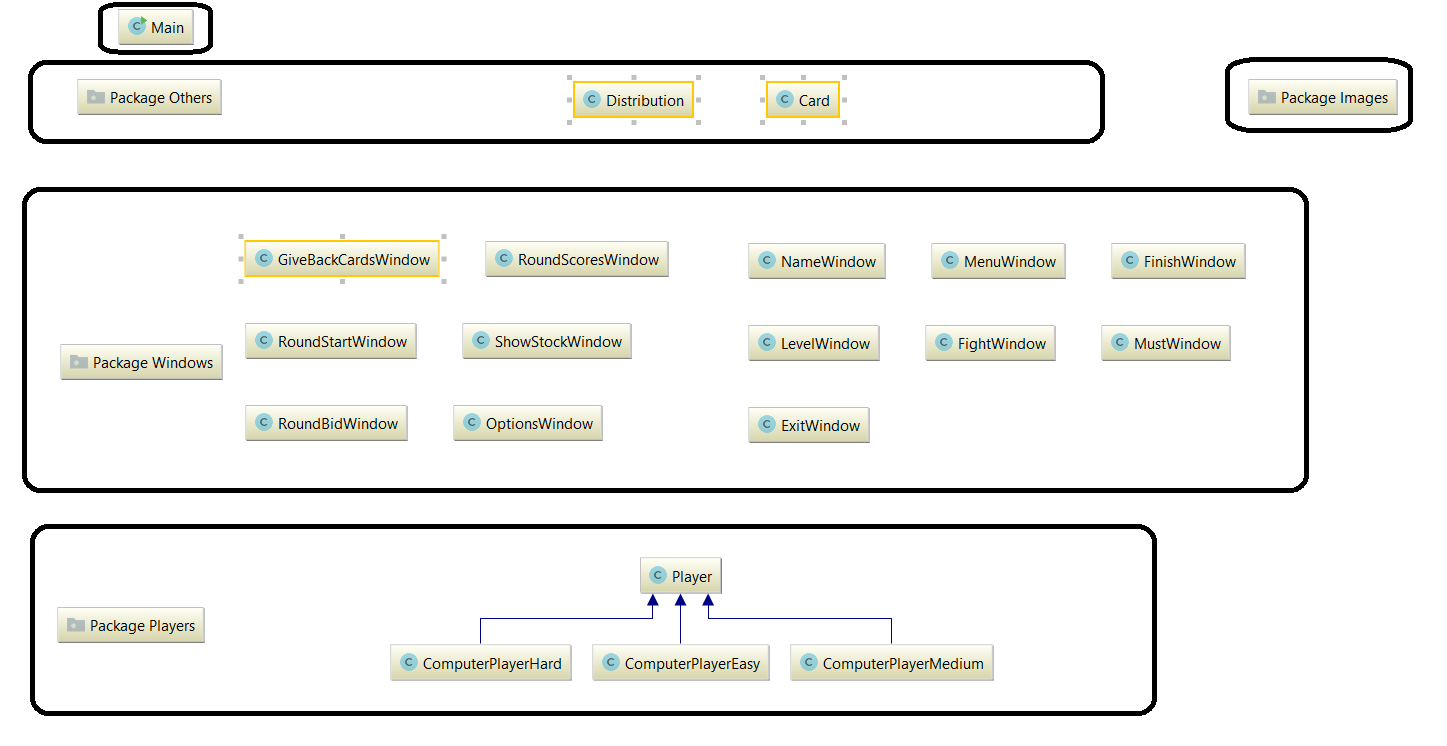 Main
Package Others
Distribution
Card
Package Images
GiveBackCardsWindow
RoundScoresWindow
NameWindow
MenuWindow
FinishWindow
RoundStartWindow
ShowStockWindow
LevelWindow
FightWindow
MustWindow
Package Windows
RoundBidWindow
OptionsWindow
ExitWindow
Player
Package Players
ComputerPlayerHard
ComputerPlayerEasy
ComputerPlayerMedium